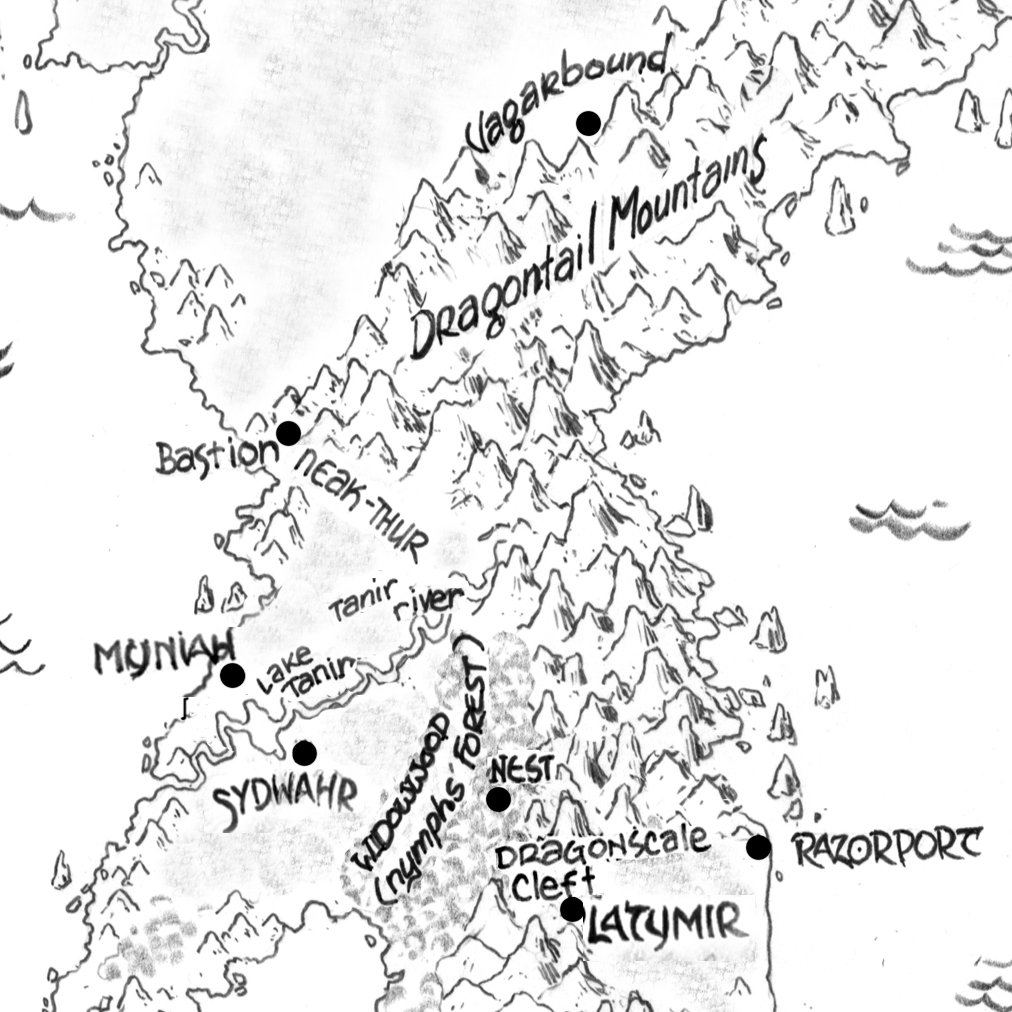 Vagarbound
Dragontail Mountains
Bastion
NEAK-THUR
Tanir
river
MUNIAH
Lake
Tanir
SYDWAHR
WIDOWWOOD
(nymphs' FOREST)
NEST
DRAGONSCALE
Cleft
RAZORPORT
LATYMIR